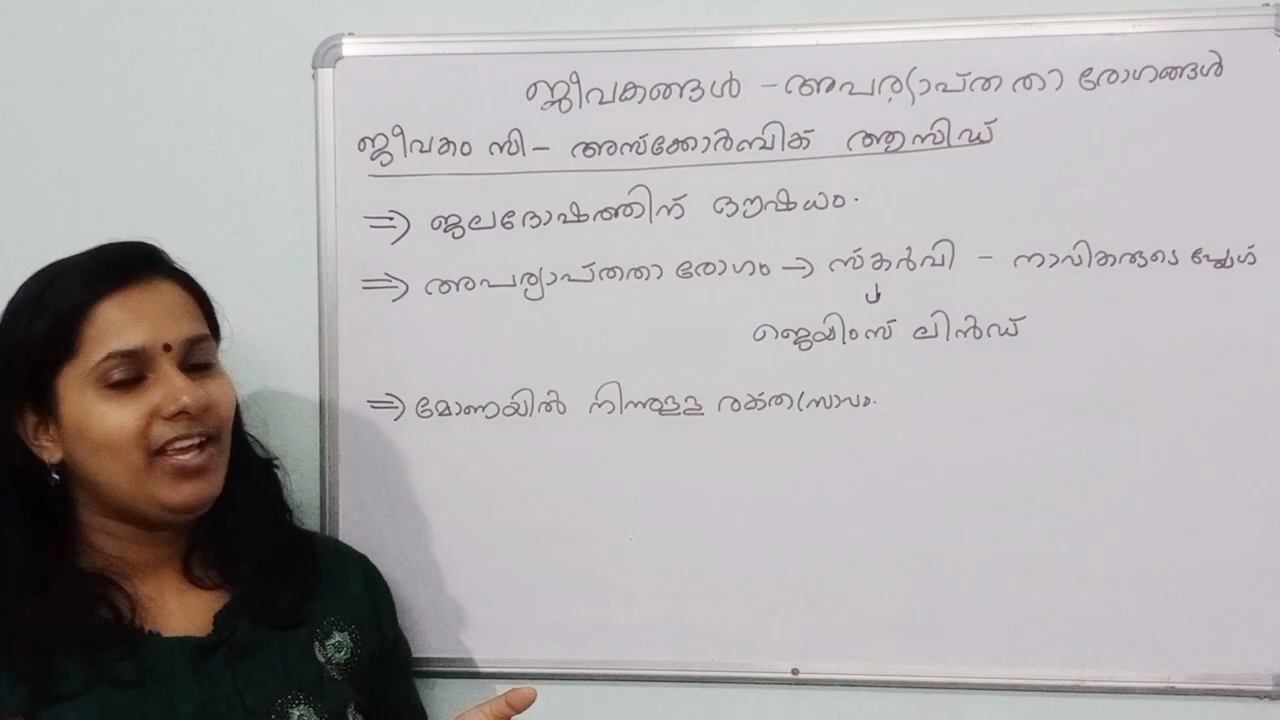 ജീവകങ്ങൾ - അപര്യാപ്തതാ രോഗങ്ങൾ
ജീവകം സി - അസ്കോർബിക് ആസിഡ്
⇒ ജലദോഷത്തിന് ഔഷധം.
⇒ അപര്യാപ്തതാ രോഗം → സ്കർവി - നാവികരുടെ പ്ലേഗ്
↓
ജെയിംസ് ലിൻഡ്
⇒ മോണയിൽ നിന്നുള്ള രക്തസ്രാവം.